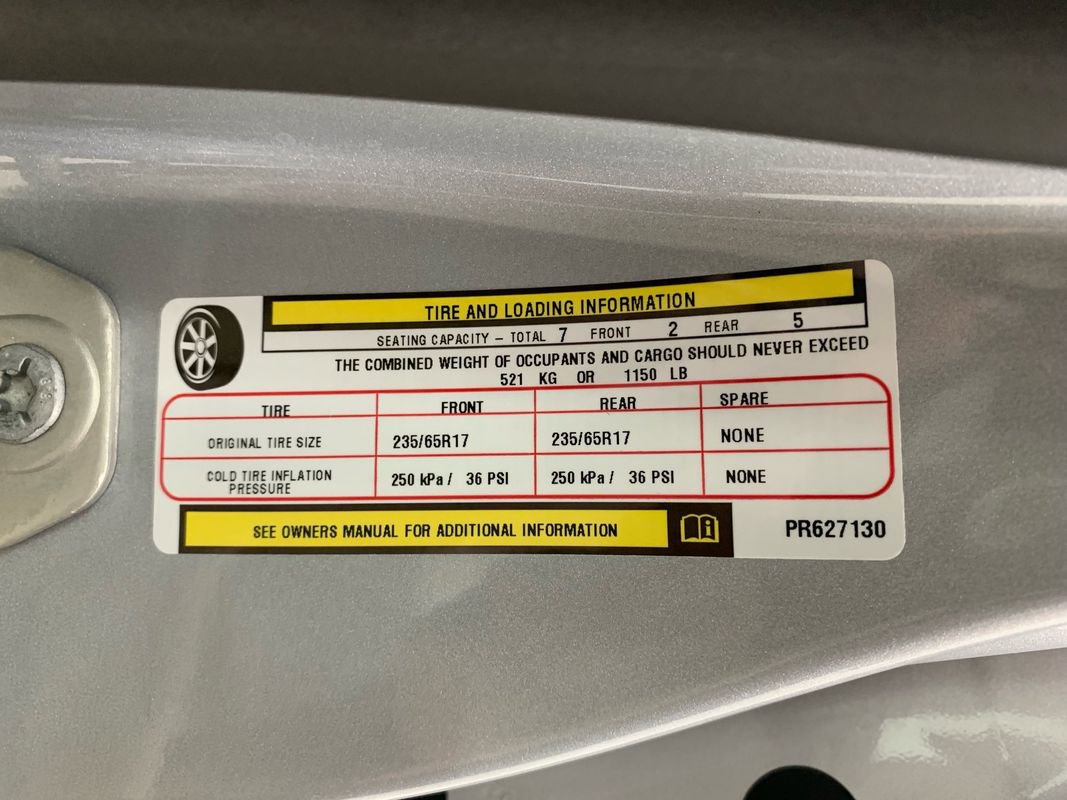 TIRE AND LOADING INFORMATION
SEATING CAPACITY – TOTAL 7 FRONT 2 REAR 5
THE COMBINED WEIGHT OF OCCUPANTS AND CARGO SHOULD NEVER EXCEED
521 KG OR 1150 LB
TIRE FRONT REAR SPARE
ORIGINAL TIRE SIZE 235/65R17 235/65R17 NONE
COLD TIRE INFLATION
PRESSURE 250 kPa / 36 PSI 250 kPa / 36 PSI NONE
SEE OWNERS MANUAL FOR ADDITIONAL INFORMATION
PR627130